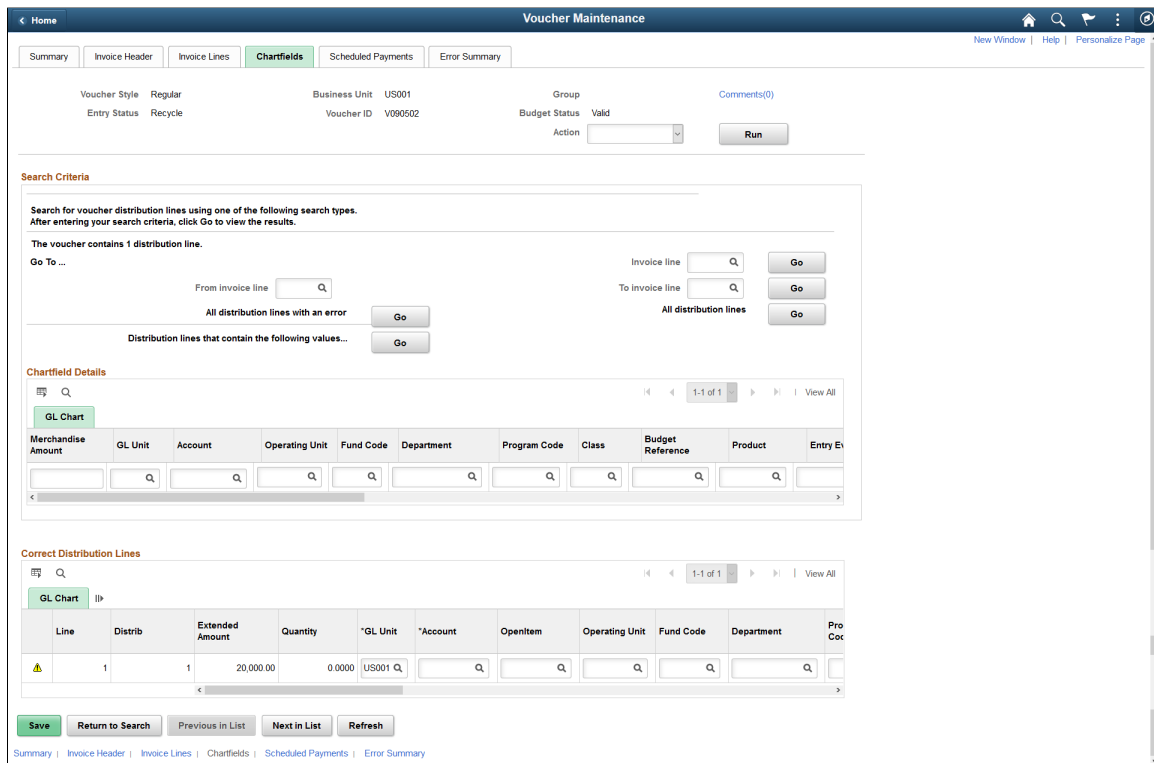 Home
Voucher Maintenance
New Window | Help | Personalize Page
Summary
Invoice Header
Invoice Lines
Chartfields
Scheduled Payments
Error Summary
Voucher Style Regular Business Unit US001 Group Comments(0)
Entry Status Recycle Voucher ID V090502 Budget Status Valid
Action Run
Search Criteria
Search for voucher distribution lines using one of the following search types.
After entering your search criteria, click Go to view the results.
The voucher contains 1 distribution line.
Go To ... Invoice line Go
From invoice line To invoice line Go
All distribution lines with an error Go All distribution lines Go
Distribution lines that contain the following values... Go
Chartfield Details
1-1 of 1 | View All
GL Chart
Merchandise Amount GL Unit Account Operating Unit Fund Code Department Program Code Class Budget Reference Product Entry Ev
Correct Distribution Lines
1-1 of 1 | View All
GL Chart
Line Distrib Extended Amount Quantity *GL Unit *Account OpenItem Operating Unit Fund Code Department Pro Coc
1 1 20,000.00 0.0000 US001
Save Return to Search Previous in List Next in List Refresh
Summary | Invoice Header | Invoice Lines | Chartfields | Scheduled Payments | Error Summary